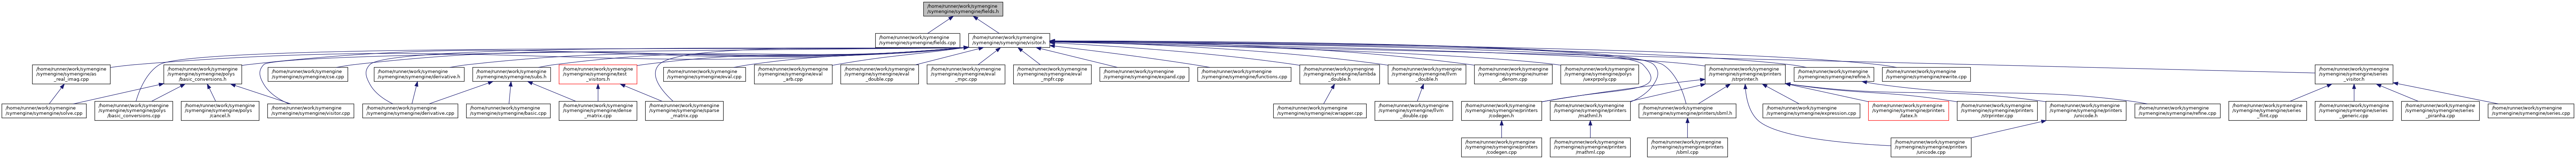 /home/runner/work/symengine
/symengine/symengine/fields.h
/home/runner/work/symengine
/symengine/symengine/fields.cpp
/home/runner/work/symengine
/symengine/symengine/visitor.h
/home/runner/work/symengine
/symengine/symengine/as
_real_imag.cpp
/home/runner/work/symengine
/symengine/symengine/polys
/basic_conversions.h
/home/runner/work/symengine
/symengine/symengine/cse.cpp
/home/runner/work/symengine
/symengine/symengine/derivative.h
/home/runner/work/symengine
/symengine/symengine/subs.h
/home/runner/work/symengine
/symengine/symengine/test
_visitors.h
/home/runner/work/symengine
/symengine/symengine/eval.cpp
/home/runner/work/symengine
/symengine/symengine/eval
_arb.cpp
/home/runner/work/symengine
/symengine/symengine/eval
_double.cpp
/home/runner/work/symengine
/symengine/symengine/eval
_mpc.cpp
/home/runner/work/symengine
/symengine/symengine/eval
_mpfr.cpp
/home/runner/work/symengine
/symengine/symengine/expand.cpp
/home/runner/work/symengine
/symengine/symengine/functions.cpp
/home/runner/work/symengine
/symengine/symengine/lambda
_double.h
/home/runner/work/symengine
/symengine/symengine/llvm
_double.h
/home/runner/work/symengine
/symengine/symengine/numer
_denom.cpp
/home/runner/work/symengine
/symengine/symengine/polys
/uexprpoly.cpp
/home/runner/work/symengine
/symengine/symengine/printers
/strprinter.h
/home/runner/work/symengine
/symengine/symengine/refine.h
/home/runner/work/symengine
/symengine/symengine/rewrite.cpp
/home/runner/work/symengine
/symengine/symengine/series
_visitor.h
/home/runner/work/symengine
/symengine/symengine/solve.cpp
/home/runner/work/symengine
/symengine/symengine/polys
/basic_conversions.cpp
/home/runner/work/symengine
/symengine/symengine/polys
/cancel.h
/home/runner/work/symengine
/symengine/symengine/visitor.cpp
/home/runner/work/symengine
/symengine/symengine/derivative.cpp
/home/runner/work/symengine
/symengine/symengine/basic.cpp
/home/runner/work/symengine
/symengine/symengine/dense
_matrix.cpp
/home/runner/work/symengine
/symengine/symengine/sparse
_matrix.cpp
/home/runner/work/symengine
/symengine/symengine/cwrapper.cpp
/home/runner/work/symengine
/symengine/symengine/llvm
_double.cpp
/home/runner/work/symengine
/symengine/symengine/printers
/codegen.h
/home/runner/work/symengine
/symengine/symengine/printers
/mathml.h
/home/runner/work/symengine
/symengine/symengine/printers/sbml.h
/home/runner/work/symengine
/symengine/symengine/expression.cpp
/home/runner/work/symengine
/symengine/symengine/printers
/latex.h
/home/runner/work/symengine
/symengine/symengine/printers
/strprinter.cpp
/home/runner/work/symengine
/symengine/symengine/printers
/unicode.h
/home/runner/work/symengine
/symengine/symengine/refine.cpp
/home/runner/work/symengine
/symengine/symengine/series
_flint.cpp
/home/runner/work/symengine
/symengine/symengine/series
_generic.cpp
/home/runner/work/symengine
/symengine/symengine/series
_piranha.cpp
/home/runner/work/symengine
/symengine/symengine/series.cpp
/home/runner/work/symengine
/symengine/symengine/printers
/codegen.cpp
/home/runner/work/symengine
/symengine/symengine/printers
/mathml.cpp
/home/runner/work/symengine
/symengine/symengine/printers
/sbml.cpp
/home/runner/work/symengine
/symengine/symengine/printers
/unicode.cpp